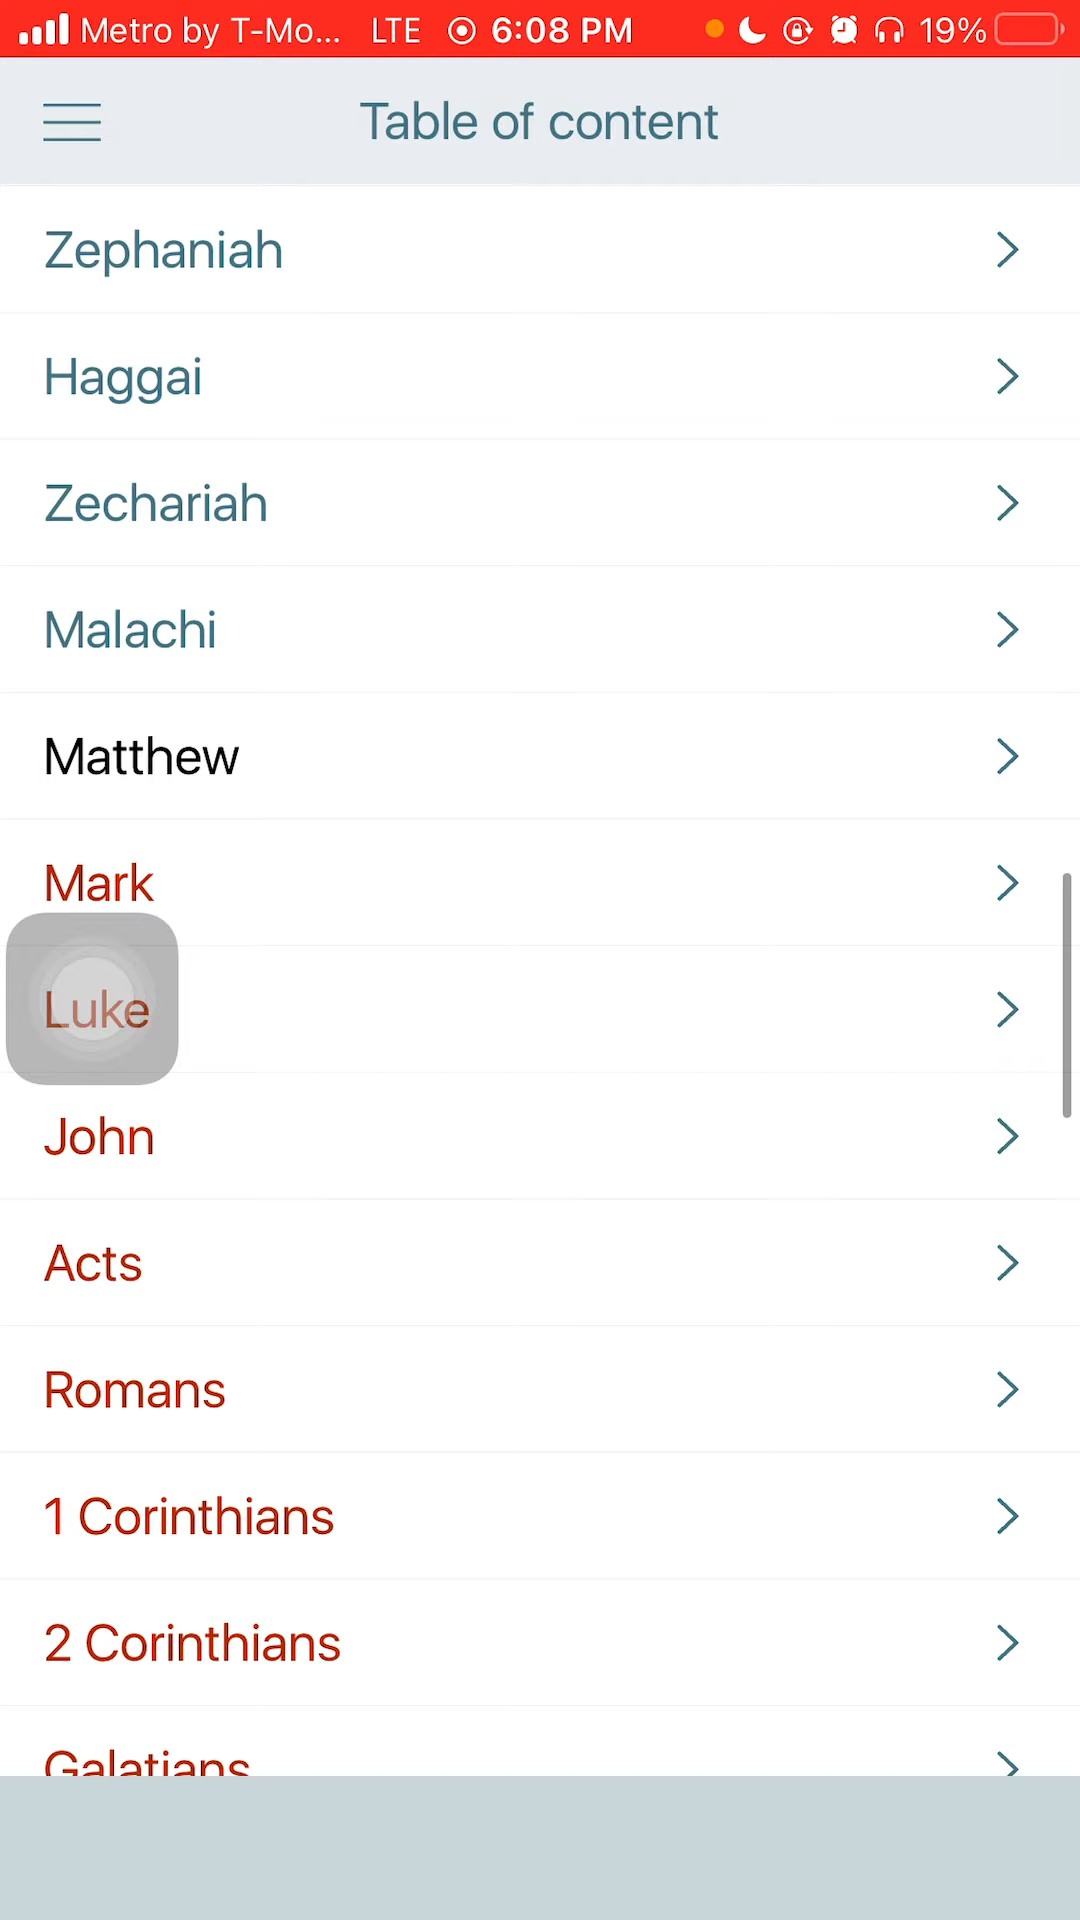 Metro by T-Mo... LTE 6:08 PM 19%
Table of content
Zephaniah
Haggai
Zechariah
Malachi
Matthew
Mark
Luke
John
Acts
Romans
1 Corinthians
2 Corinthians
Galatians